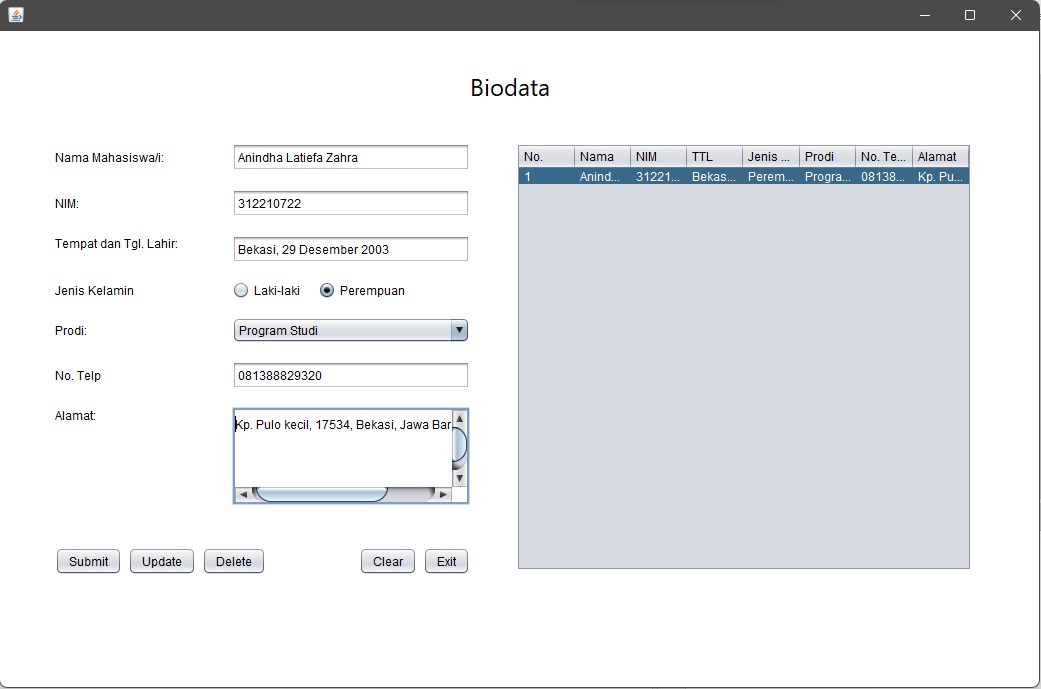 Biodata
Nama Mahasiswa/i: Anindha Latiefa Zahra
NIM: 312210722
Tempat dan Tgl. Lahir: Bekasi, 29 Desember 2003
Jenis Kelamin Laki-laki Perempuan
Prodi: Program Studi
No. Telp 081388829320
Alamat: Kp. Pulo kecil, 17534, Bekasi, Jawa Bar
Submit Update Delete Clear Exit
No. Nama NIM TTL Jenis ... Prodi No. Te... Alamat
1 Anind... 31221... Bekas... Perem... Progra... 08138... Kp. Pu...